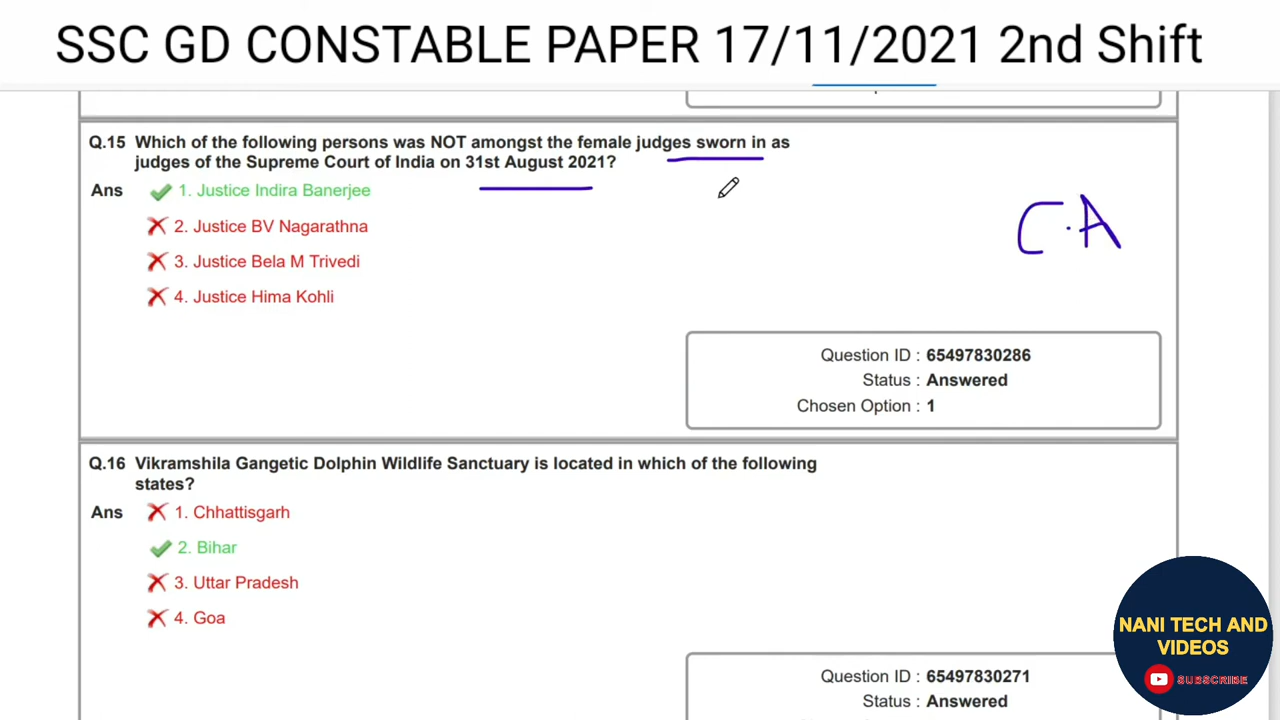 SSC GD CONSTABLE PAPER 17/11/2021 2nd Shift
Q.15 Which of the following persons was NOT amongst the female judges sworn in as
judges of the Supreme Court of India on 31st August 2021?
Ans 1. Justice Indira Banerjee
2. Justice BV Nagarathna
C.A
3. Justice Bela M Trivedi
4. Justice Hima Kohli
Question ID : 65497830286
Status : Answered
Chosen Option : 1
Q.16 Vikramshila Gangetic Dolphin Wildlife Sanctuary is located in which of the following
states?
Ans 1. Chhattisgarh
2. Bihar
3. Uttar Pradesh
4. Goa
NANI TECH AND
VIDEOS
SUBSCRIBE
Question ID : 65497830271
Status : Answered